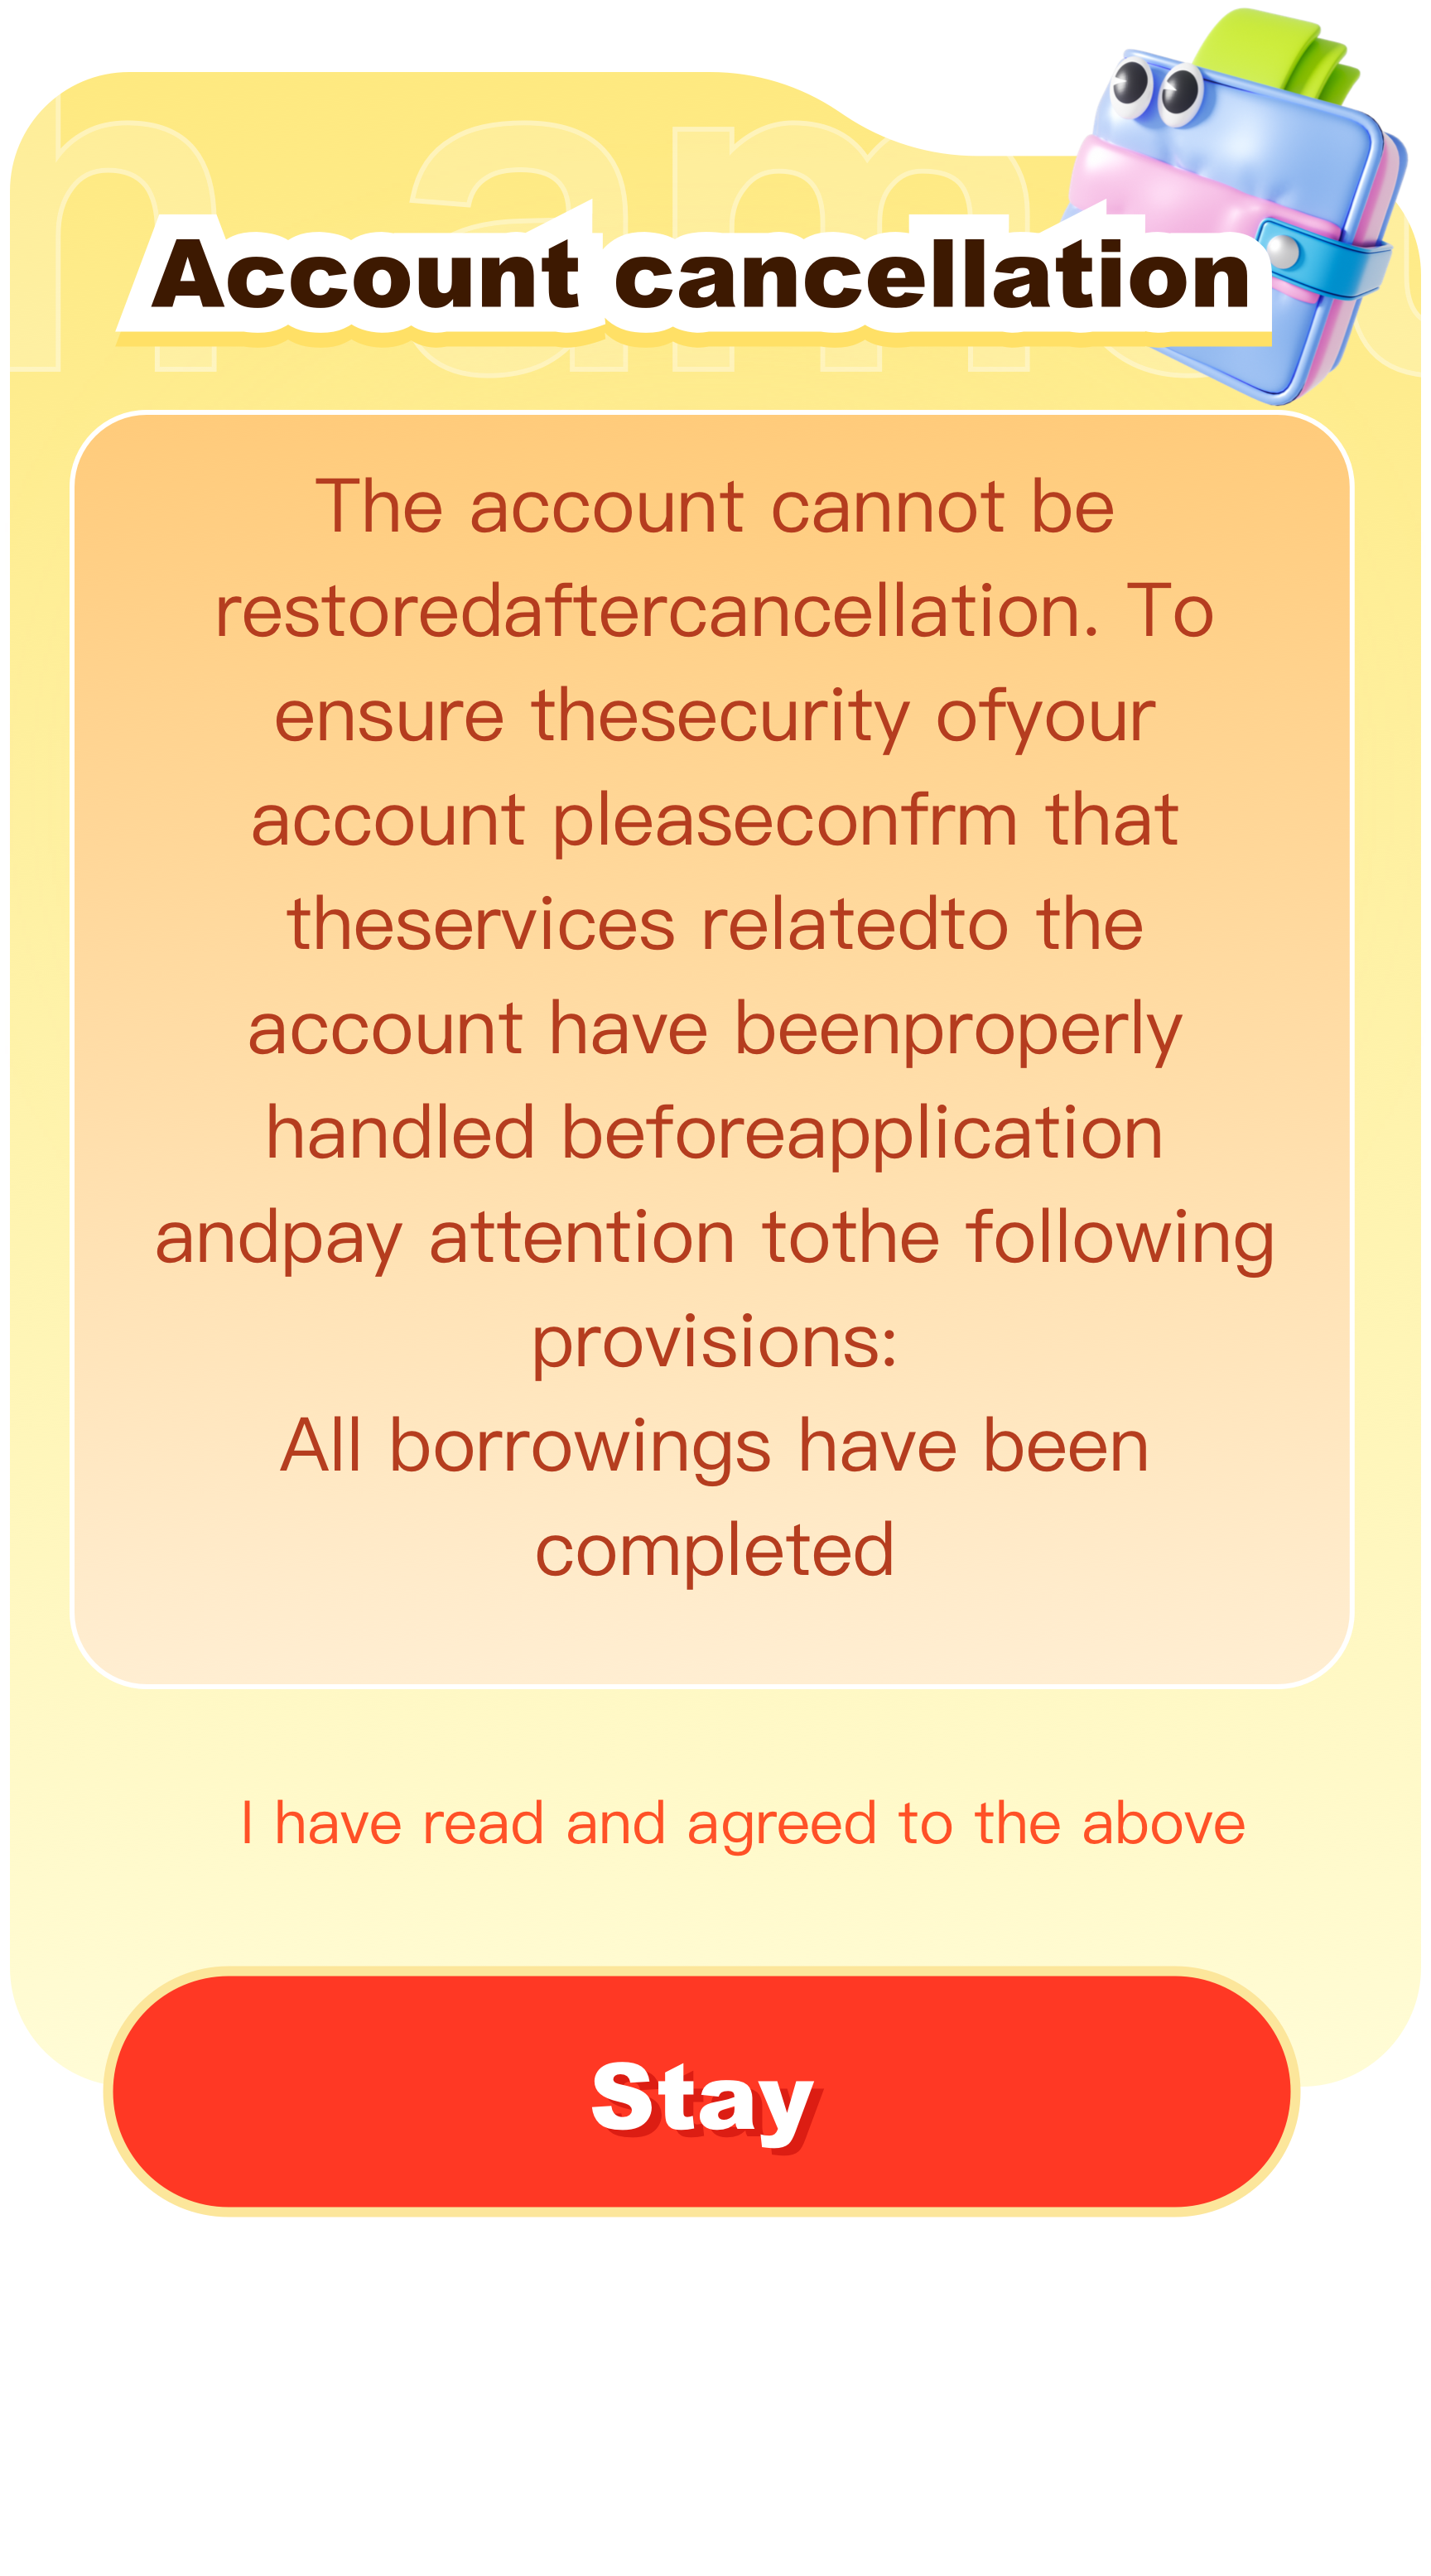 Account cancellation
The account cannot be
restoredaftercancellation. To
ensure thesecurity ofyour
account pleaseconfrm that
theservices relatedto the
account have beenproperly
handled beforeapplication
andpay attention tothe following
provisions:
All borrowings have been
completed
I have read and agreed to the above
Stay